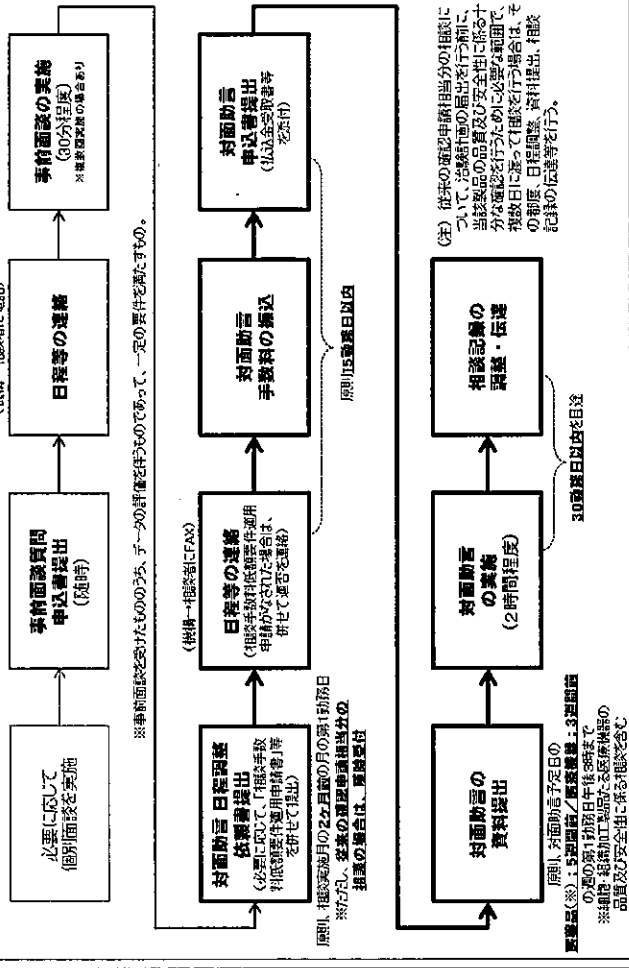 必要に応じて
個別面談を実施
事前面談質問
申込書提出
(随時)
日程等の連絡
事前面談の実施
(30分程度)
※複数回実施の場合あり
※事前面談を受けたもののうち、データの評価を伴うものであって、一定の要件を満たすもの。
対面助言 日程調整
依頼書提出
(必要に応じて、「相談手数
料低額要件適用申請書」等
を併せて提出)
原則、相談実施月の2ヶ月前の月の第1勤務日
※ただし、従来の確認申請相当分の
相談の場合は、随時受付
(機構→相談者にFAX)
日程等の連絡
(相談手数料低額要件適用
申請がなされた場合は、
併せて適否を連絡)
対面助言
手数料の振込
対面助言
申込書提出
(払込金受取書等
を添付)
原則15勤務日以内
対面助言の
資料提出
原則、対面助言予定日の
医薬品(※):5週間前/医療機器:3週間前
の週の第1勤務日午後3時まで
※細胞・組織加工製品たる医療機器の
品質及び安全性に係る相談を含む
対面助言
の実施
(2時間程度)
相談記録の
調整・伝達
30勤務日以内を目途
(注) 従来の確認申請相当分の相談に
ついて、治験計画の届出を行う前に、
当該製品の品質及び安全性に係る十
分な確認を行うために必要な範囲で、
複数日に渡って相談を行う場合は、そ
の都度、日程調整、資料提出、相談
記録の伝達等を行う。